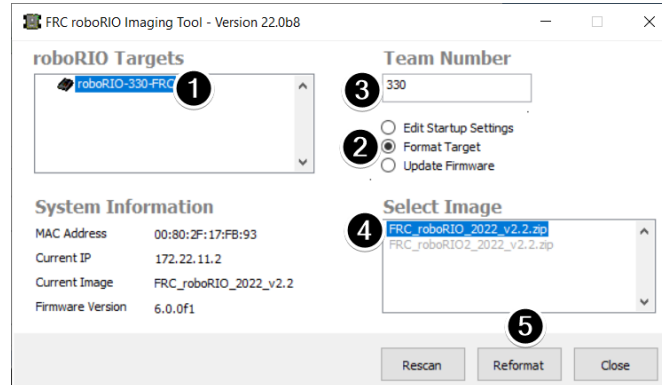 FRC roboRIO Imaging Tool - Version 22.0b8
roboRIO Targets
roboRIO-330-FRC
1
Team Number
3
330
Edit Startup Settings
2
Format Target
Update Firmware
System Information
MAC Address 00:80:2F:17:FB:93
Current IP 172.22.11.2
Current Image FRC_roboRIO_2022_v2.2
Firmware Version 6.0.0f1
Select Image
4
FRC_roboRIO_2022_v2.2.zip
FRC_roboRIO2_2022_v2.2.zip
5
Rescan Reformat Close